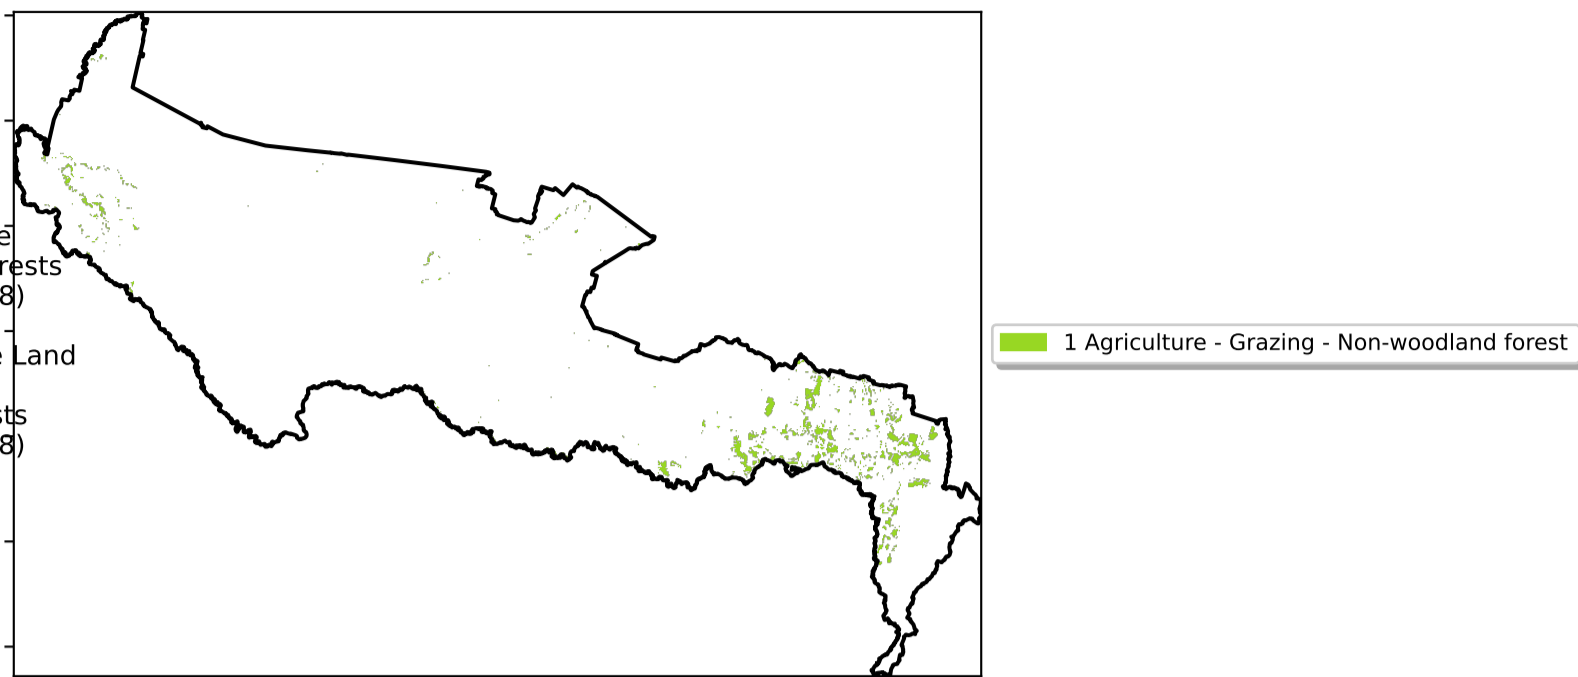 e
rests
8)
e Land
sts
8)
1 Agriculture - Grazing - Non-woodland forest